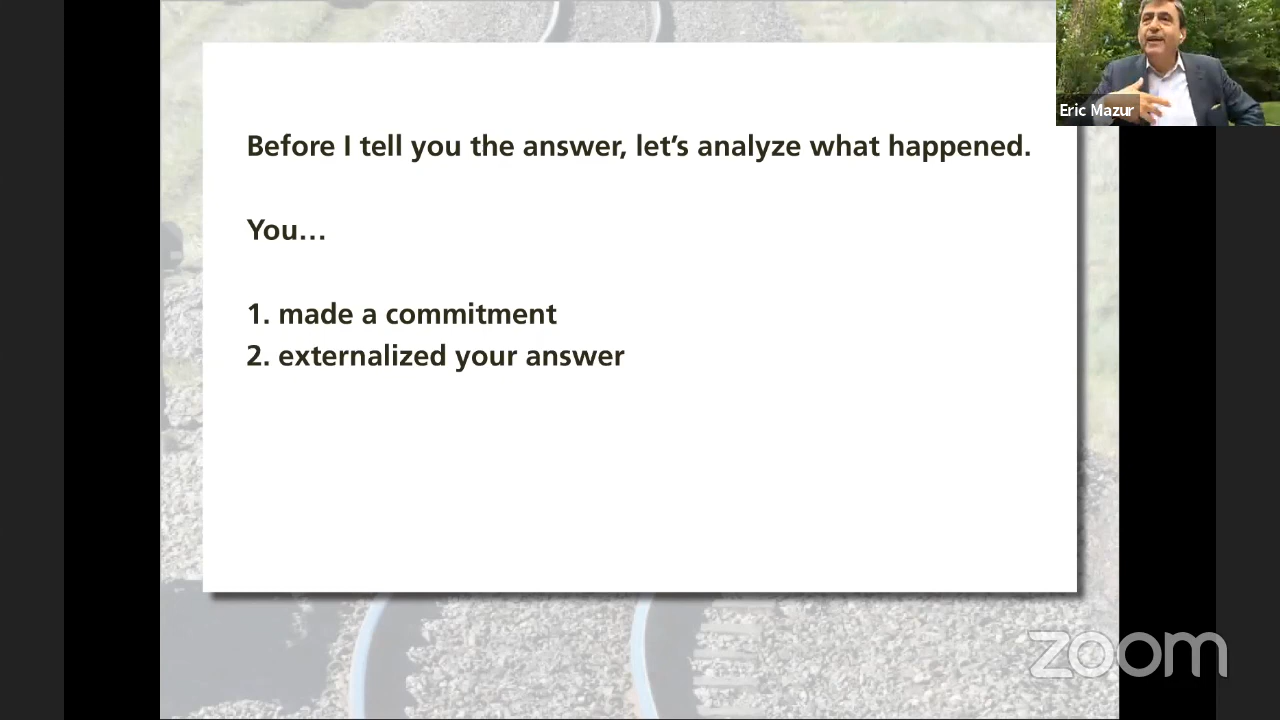 Before I tell you the answer, let’s analyze what happened.
You…
1. made a commitment
2. externalized your answer
Eric Mazur
zoom